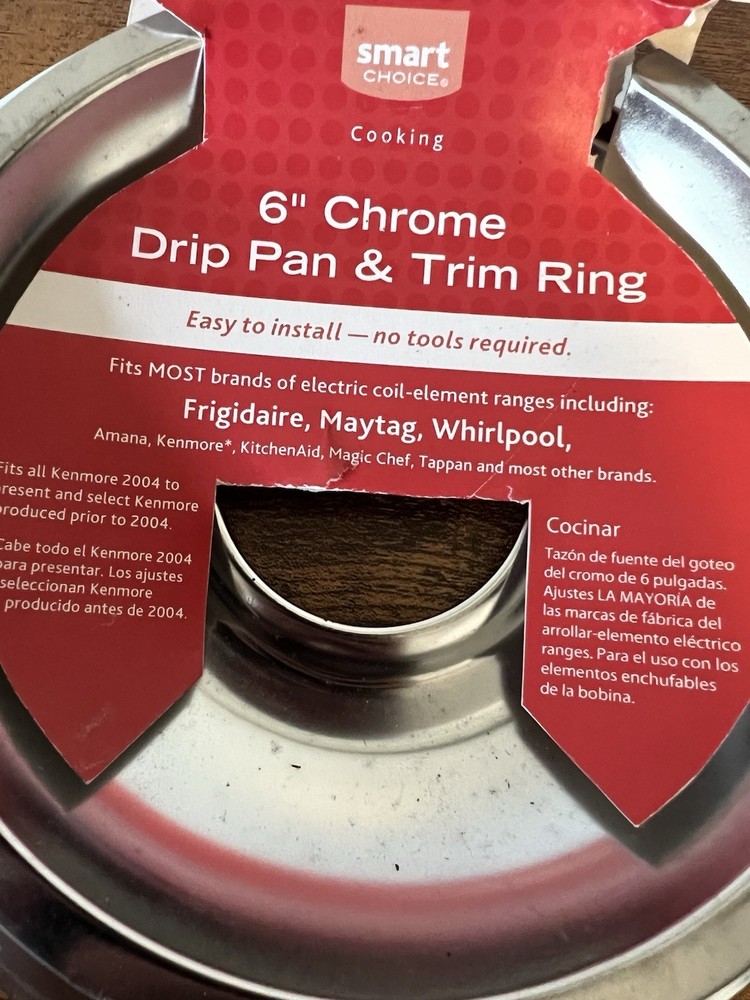 smart
CHOICE®
Cooking
6" Chrome
Drip Pan & Trim Ring
Easy to install — no tools required.
Fits MOST brands of electric coil-element ranges including:
Frigidaire, Maytag, Whirlpool,
Amana, Kenmore*, KitchenAid, Magic Chef, Tappan and most other brands.
Fits all Kenmore 2004 to
present and select Kenmore
produced prior to 2004.
Cabe todo el Kenmore 2004
para presentar. Los ajustes
seleccionan Kenmore
producido antes de 2004.
Cocinar
Tazón de fuente del goteo
del cromo de 6 pulgadas.
Ajustes LA MAYORÍA de
las marcas de fábrica del
arrollar-elemento eléctrico
ranges. Para el uso con los
elementos enchufables
de la bobina.